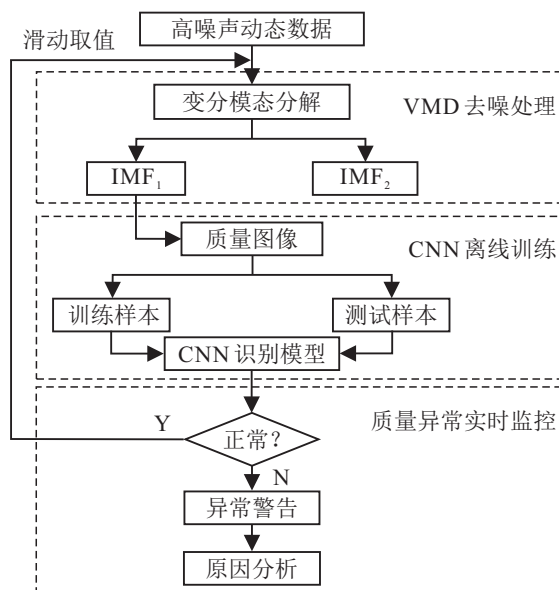 高噪声动态数据
滑动取值
变分模态分解
VMD 去噪处理
IMF₁
IMF₂
质量图像
CNN 离线训练
训练样本
测试样本
CNN 识别模型
质量异常实时监控
Y
正常？
N
异常警告
原因分析